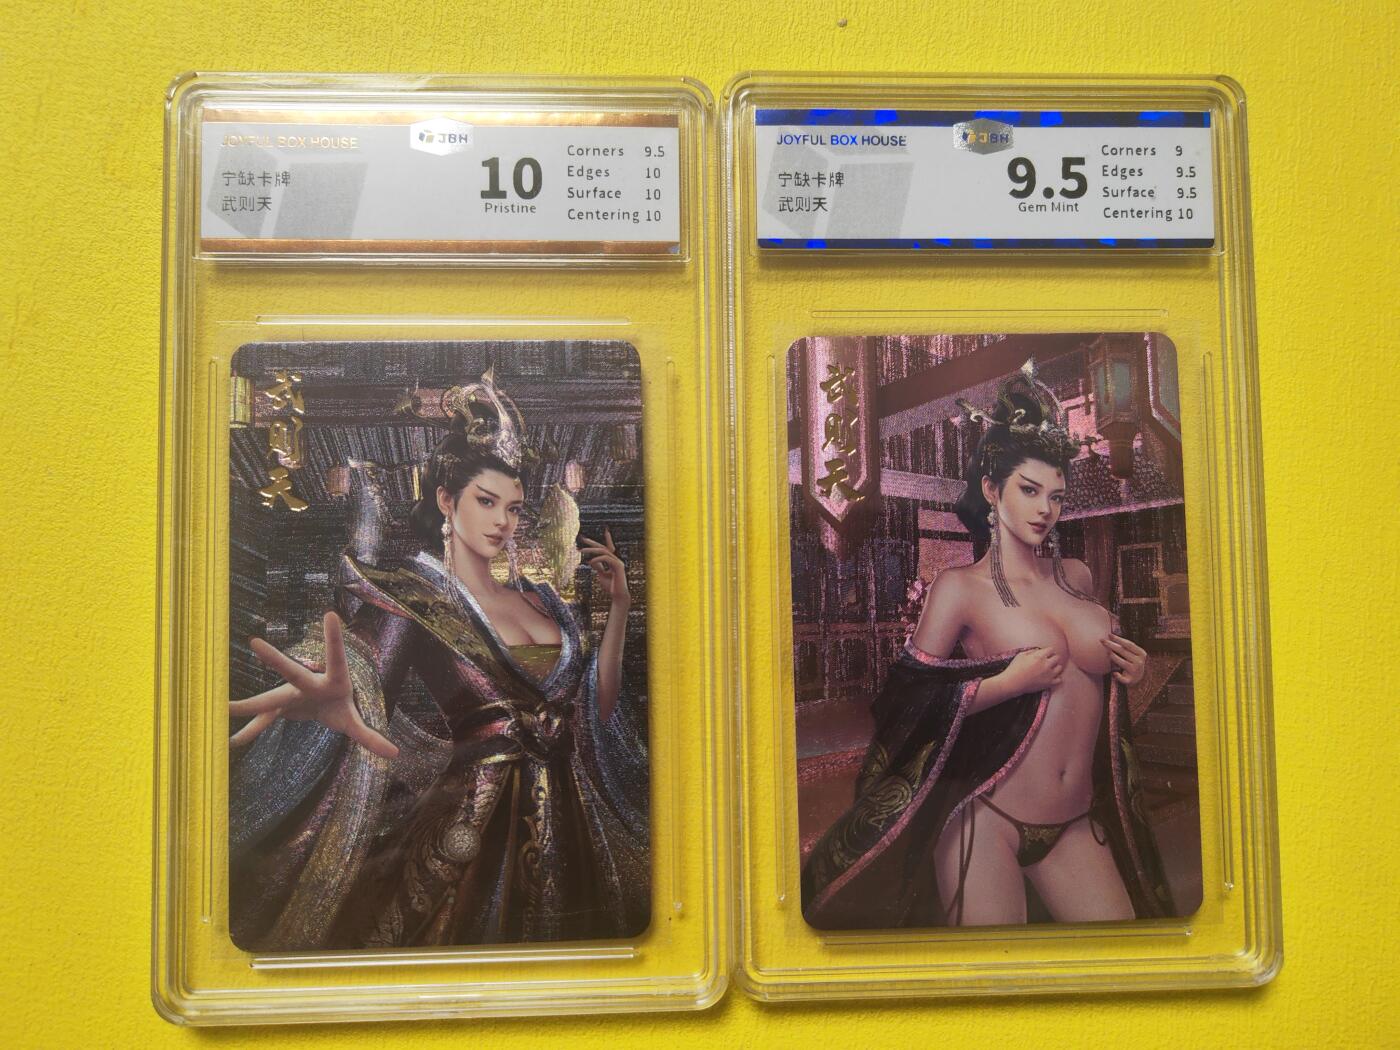 JOYFUL BOX HOUSE
JBH
宁缺卡牌
武则天
10
Pristine
Corners 9.5
Edges 10
Surface 10
Centering 10
武则天
JOYFUL BOX HOUSE
JBH
宁缺卡牌
武则天
9.5
Gem Mint
Corners 9
Edges 9.5
Surface 9.5
Centering 10
武则天